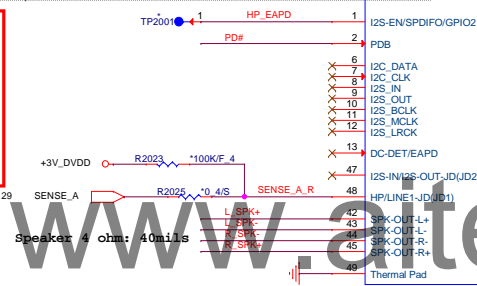 TP2001 * 1 HP_EAPD 1 I2S-EN/SPDIFO/GPIO2
PD# 2 PDB
6 I2C_DATA
7 I2C_CLK
8 I2S_IN
9 I2S_OUT
10 I2S_BCLK
11 I2S_MCLK
12 I2S_LRCK
13 DC-DET/EAPD
+3V_DVDD R2023 *100K/F_4
47 I2S-IN/I2S-OUT-JD(JD2
29 SENSE_A R2025 *0_4/S SENSE_A_R 48 HP/LINE1-JD(JD1)
L_SPK+ 42 SPK-OUT-L+
L_SPK- 43 SPK-OUT-L-
R_SPK- 44 SPK-OUT-R-
R_SPK+ 45 SPK-OUT-R+
Speaker 4 ohm: 40mils
49 Thermal Pad
www.aite